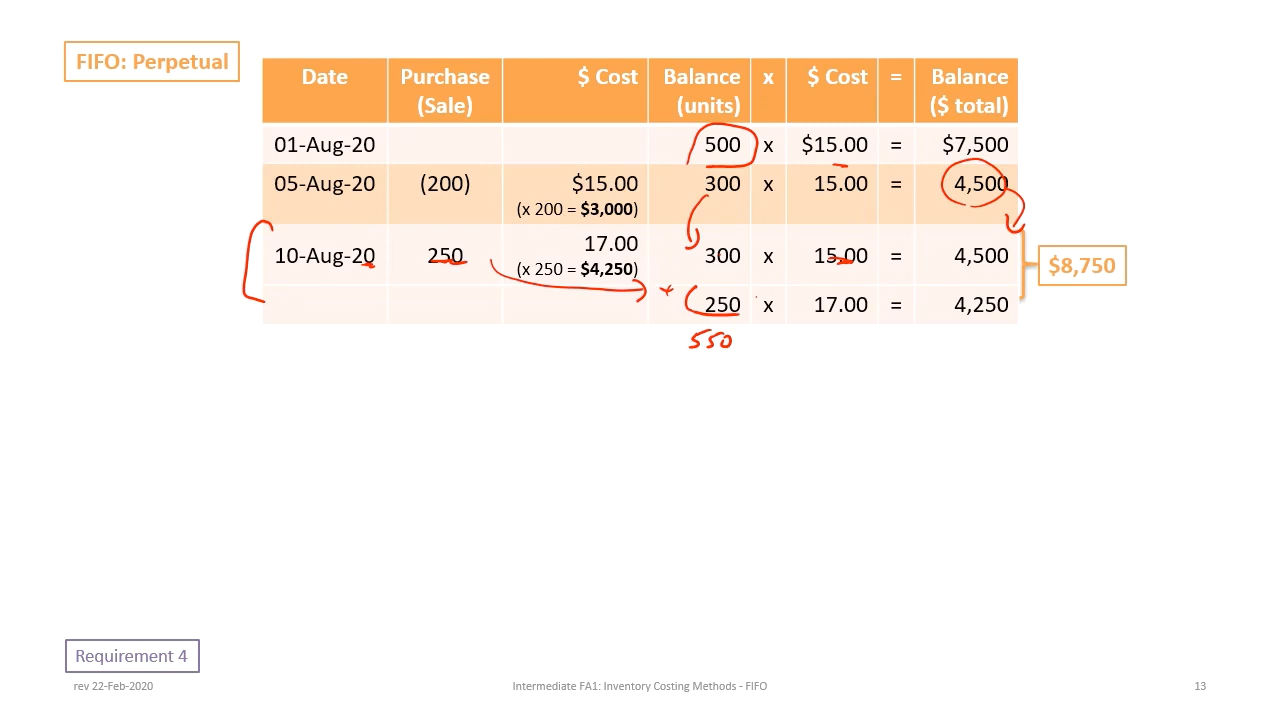 FIFO: Perpetual
Date Purchase (Sale) $ Cost Balance (units) x $ Cost = Balance ($ total)
01-Aug-20 500 x $15.00 = $7,500
05-Aug-20 (200) $15.00 300 x 15.00 = 4,500
(x 200 = $3,000)
17.00
10-Aug-20 250 300 x 15.00 = 4,500
(x 250 = $4,250)
$8,750
+ 250 x 17.00 = 4,250
550
Requirement 4
rev 22-Feb-2020 Intermediate FA1: Inventory Costing Methods - FIFO 13